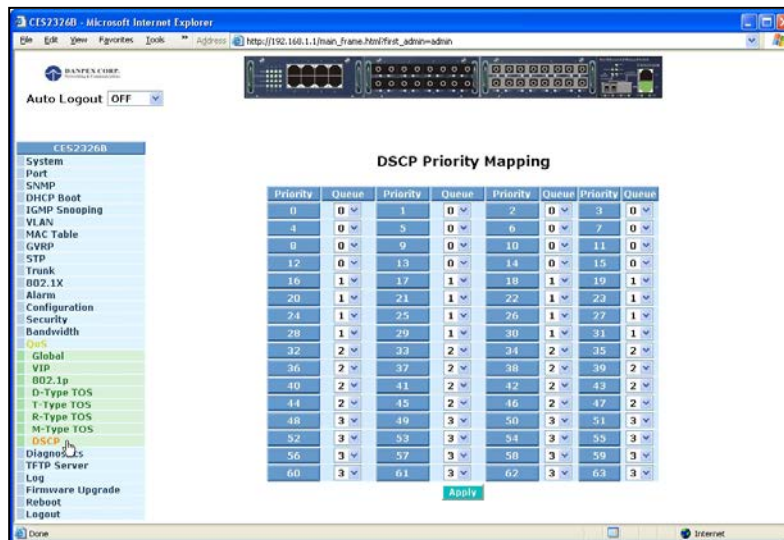 CES2326B - Microsoft Internet Explorer
File Edit View Favorites Tools » Address http://192.168.1.1/main_frame.html?first_admin=admin
DANPEX CORP.
Auto Logout OFF
CES2326B
System
Port
SNMP
DHCP Boot
IGMP Snooping
VLAN
MAC Table
GVRP
STP
Trunk
802.1X
Alarm
Configuration
Security
Bandwidth
QoS
Global
VIP
802.1p
D-Type TOS
T-Type TOS
R-Type TOS
M-Type TOS
DSCP
Diagnostics
TFTP Server
Log
Firmware Upgrade
Reboot
Logout
DSCP Priority Mapping
Priority Queue Priority Queue Priority Queue Priority Queue
0 0 1 0 2 0 3 0
4 0 5 0 6 0 7 0
8 0 9 0 10 0 11 0
12 0 13 0 14 0 15 0
16 1 17 1 18 1 19 1
20 1 21 1 22 1 23 1
24 1 25 1 26 1 27 1
28 1 29 1 30 1 31 1
32 2 33 2 34 2 35 2
36 2 37 2 38 2 39 2
40 2 41 2 42 2 43 2
44 2 45 2 46 2 47 2
48 3 49 3 50 3 51 3
52 3 53 3 54 3 55 3
56 3 57 3 58 3 59 3
60 3 61 3 62 3 63 3
Apply
Done Internet